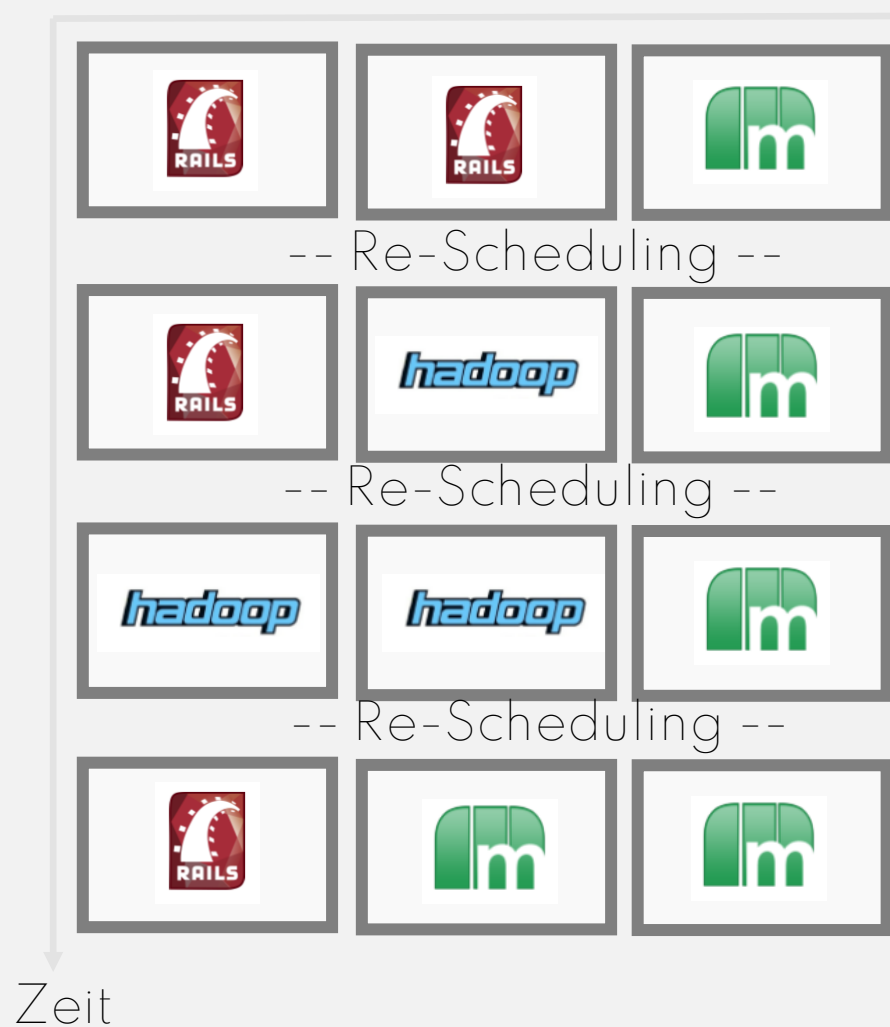 RAILS RAILS m
-- Re-Scheduling --
RAILS hadoop m
-- Re-Scheduling --
hadoop hadoop m
-- Re-Scheduling --
RAILS m m
Zeit